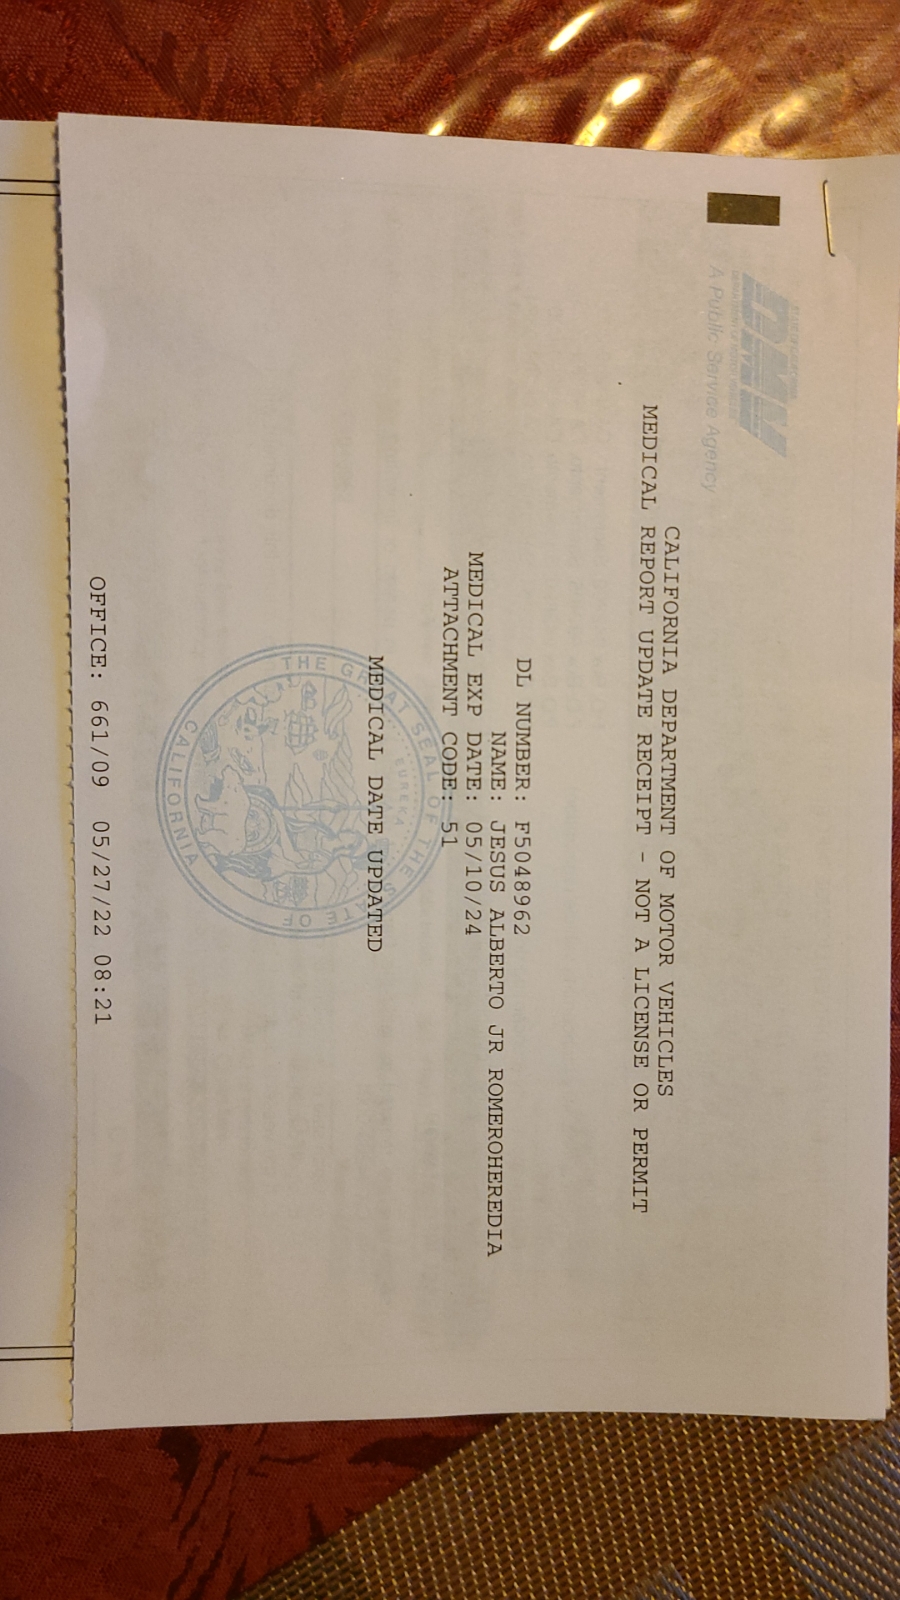 DMV
A Public Service Agency
CALIFORNIA DEPARTMENT OF MOTOR VEHICLES
MEDICAL REPORT UPDATE RECEIPT - NOT A LICENSE OR PERMIT
DL NUMBER: F5048962
NAME: JESUS ALBERTO JR ROMEROHEREDIA
MEDICAL EXP DATE: 05/10/24
ATTACHMENT CODE: 51
MEDICAL DATE UPDATED
THE GREAT SEAL OF THE STATE OF CALIFORNIA
EUREKA
OFFICE: 661/09 05/27/22 08:21